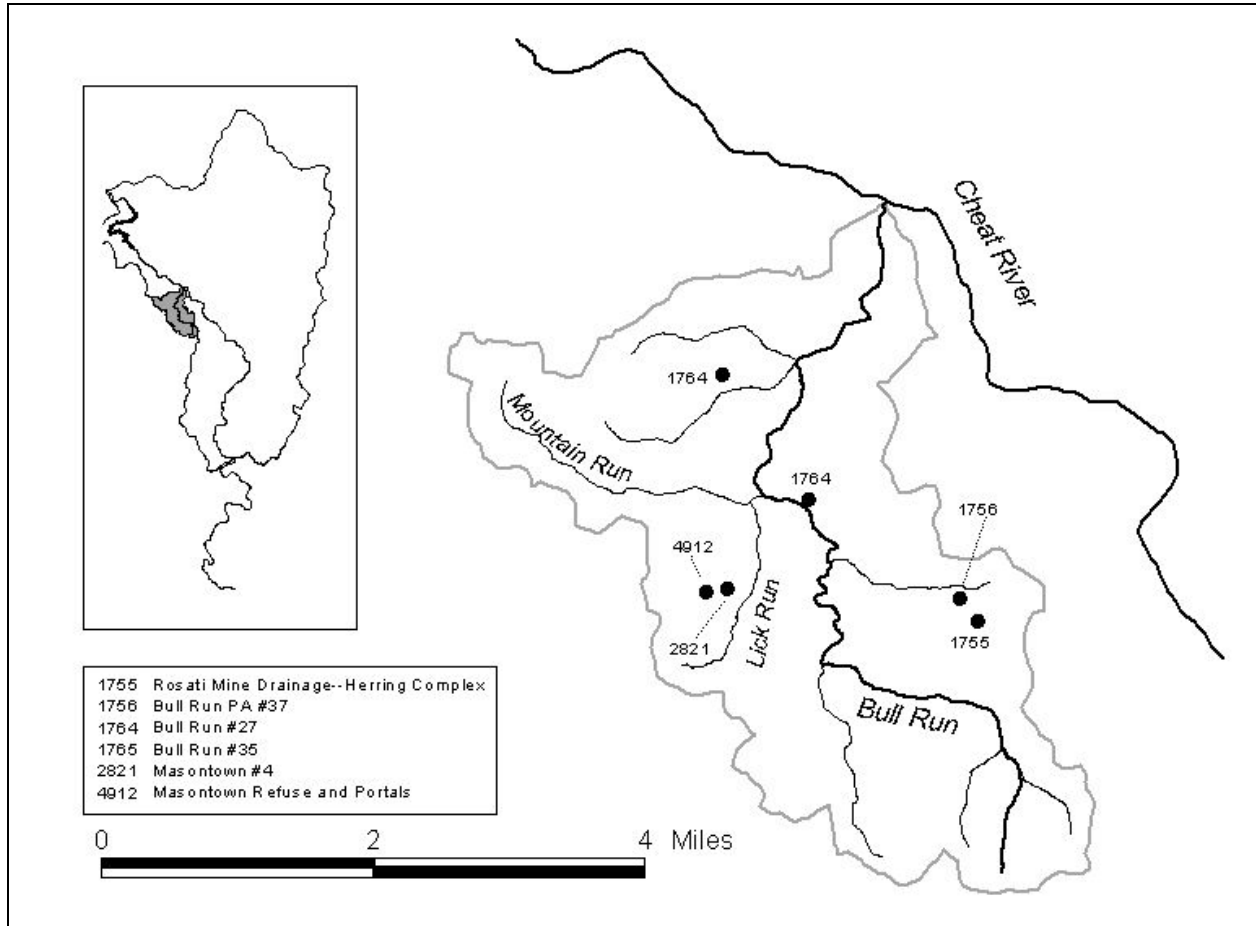 Cheat River
1764
Mountain Run
1764
1756
4912
2821
Lick Run
1755
Bull Run
1755 Rosati Mine Drainage--Herring Complex
1756 Bull Run PA #37
1764 Bull Run #27
1765 Bull Run #35
2821 Masontown #4
4912 Masontown Refuse and Portals
0 2 4 Miles